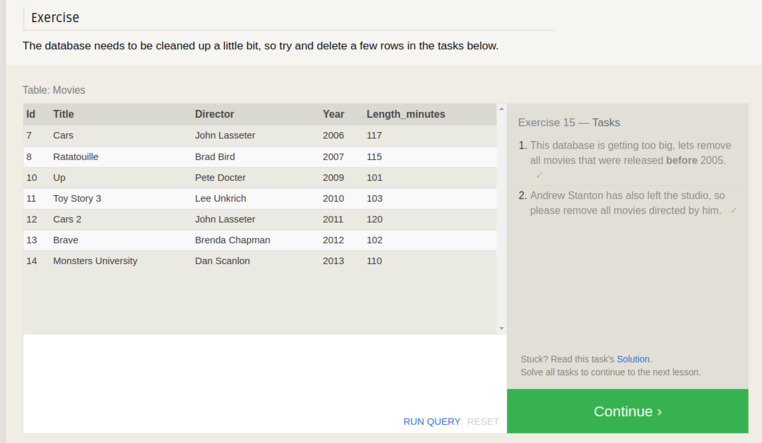 Exercise
The database needs to be cleaned up a little bit, so try and delete a few rows in the tasks below.
Table: Movies
Id Title Director Year Length_minutes
7 Cars John Lasseter 2006 117
8 Ratatouille Brad Bird 2007 115
10 Up Pete Docter 2009 101
11 Toy Story 3 Lee Unkrich 2010 103
12 Cars 2 John Lasseter 2011 120
13 Brave Brenda Chapman 2012 102
14 Monsters University Dan Scanlon 2013 110
RUN QUERY RESET
Exercise 15 — Tasks
1. This database is getting too big, lets remove
all movies that were released before 2005.
✓
2. Andrew Stanton has also left the studio, so
please remove all movies directed by him. ✓
Stuck? Read this task's Solution.
Solve all tasks to continue to the next lesson.
Continue ›